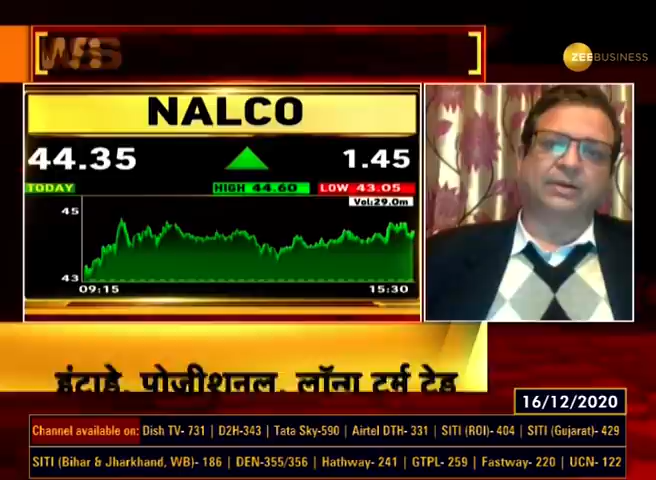 ZEEBUSINESS
NALCO
44.35
1.45
TODAY
HIGH 44.60
LOW 43.05
Vol:29.0m
45
43
09:15
15:30
इंट्राडे, पोजीशनल, लॉन्ग टर्म ट्रेड
16/12/2020
Channel available on: Dish TV- 731 | D2H-343 | Tata Sky-590 | Airtel DTH- 331 | SITI (ROI)- 404 | SITI (Gujarat)- 429
SITI (Bihar & Jharkhand, WB)- 186 | DEN-355/356 | Hathway- 241 | GTPL- 259 | Fastway- 220 | UCN- 122